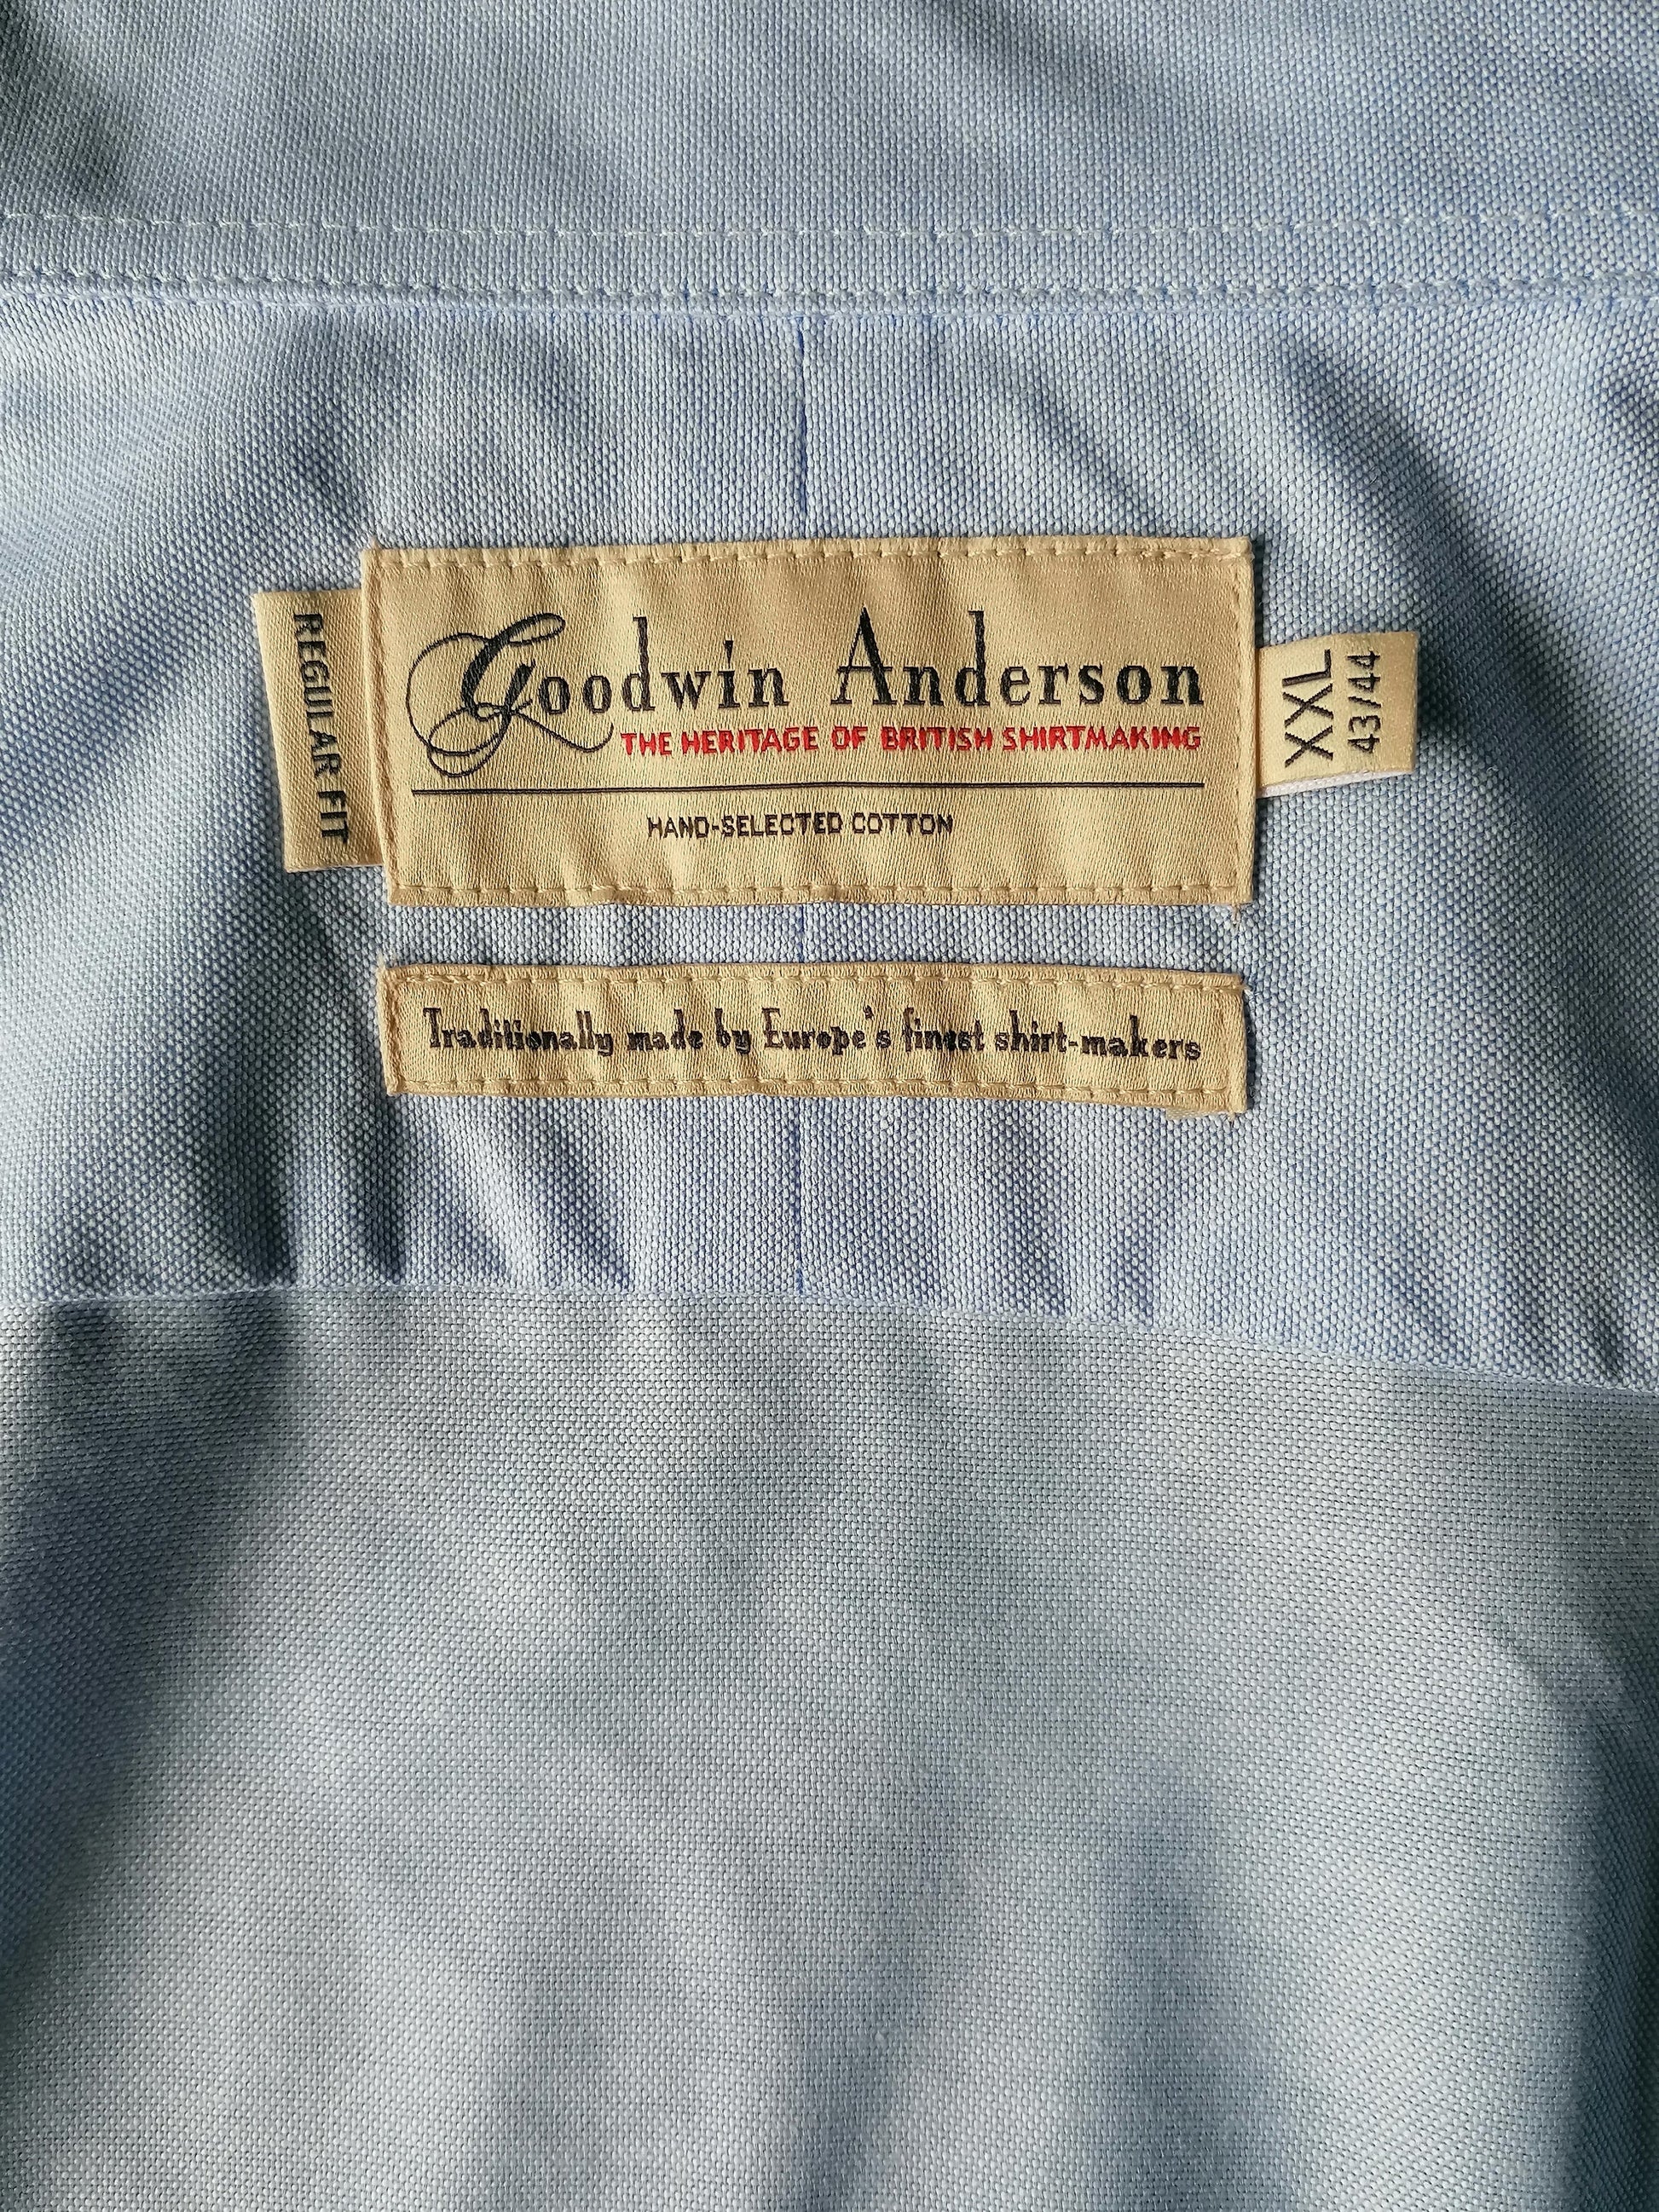 REGULAR FIT
Goodwin Anderson
THE HERITAGE OF BRITISH SHIRTMAKING
HAND-SELECTED COTTON
XXL
43/44
Traditionally made by Europe's finest shirt-makers